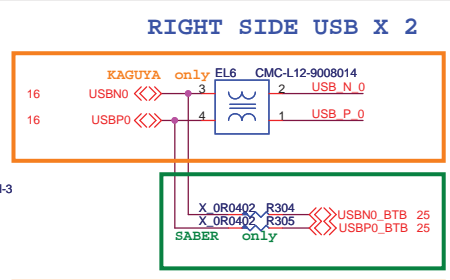 RIGHT SIDE USB X 2
KAGUYA only EL6 CMC-L12-9008014
16 USBN0 3 2 USB_N_0
16 USBP0 4 1 USB_P_0
X_0R0402 R304 USBN0_BTB 25
X_0R0402 R305 USBP0_BTB 25
SABER only